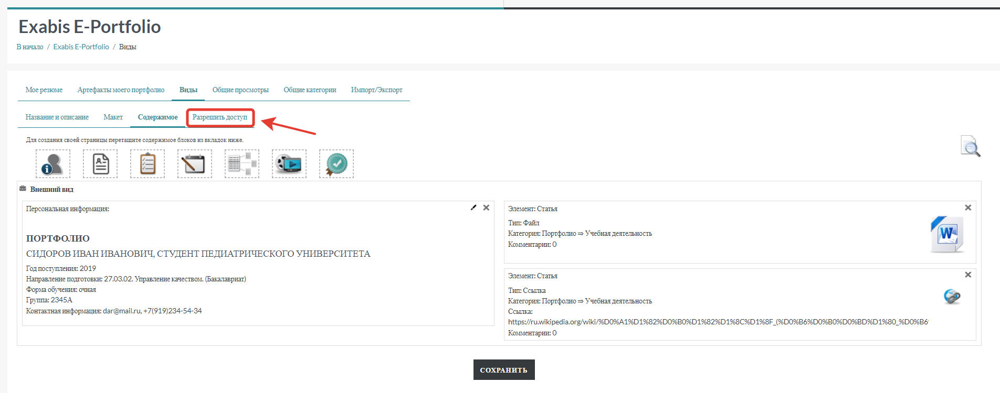 Exabis E-Portfolio
В начало / Exabis E-Portfolio / Виды
Мое резюме Артефакты моего портфолио Виды Общие просмотры Общие категории Импорт/Экспорт
Название и описание Макет Содержимое Разрешить доступ
Для создания своей страницы перетащите содержимое блоков из вкладок ниже.
Внешний вид
Персональная информация:
ПОРТФОЛИО
СИДОРОВ ИВАН ИВАНОВИЧ, СТУДЕНТ ПЕДИАТРИЧЕСКОГО УНИВЕРСИТЕТА
Год поступления: 2019
Направление подготовки: 27.03.02. Управление качеством. (Бакалавриат)
Форма обучения: очная
Группа: 2345А
Контактная информация: dar@mail.ru, +7(919)234-54-34
Элемент: Статья
Тип: Файл
Категория: Портфолио ⇒ Учебная деятельность
Комментарии: 0
W
Элемент: Статья
Тип: Ссылка
Категория: Портфолио ⇒ Учебная деятельность
Ссылка:
https://ru.wikipedia.org/wiki/%D0%A1%D1%82%D0%B0%D1%82%D1%8C%D1%8F_(%D0%B6%D0%B0%D0%BD%D1%80_%D0%B6
Комментарии: 0
СОХРАНИТЬ